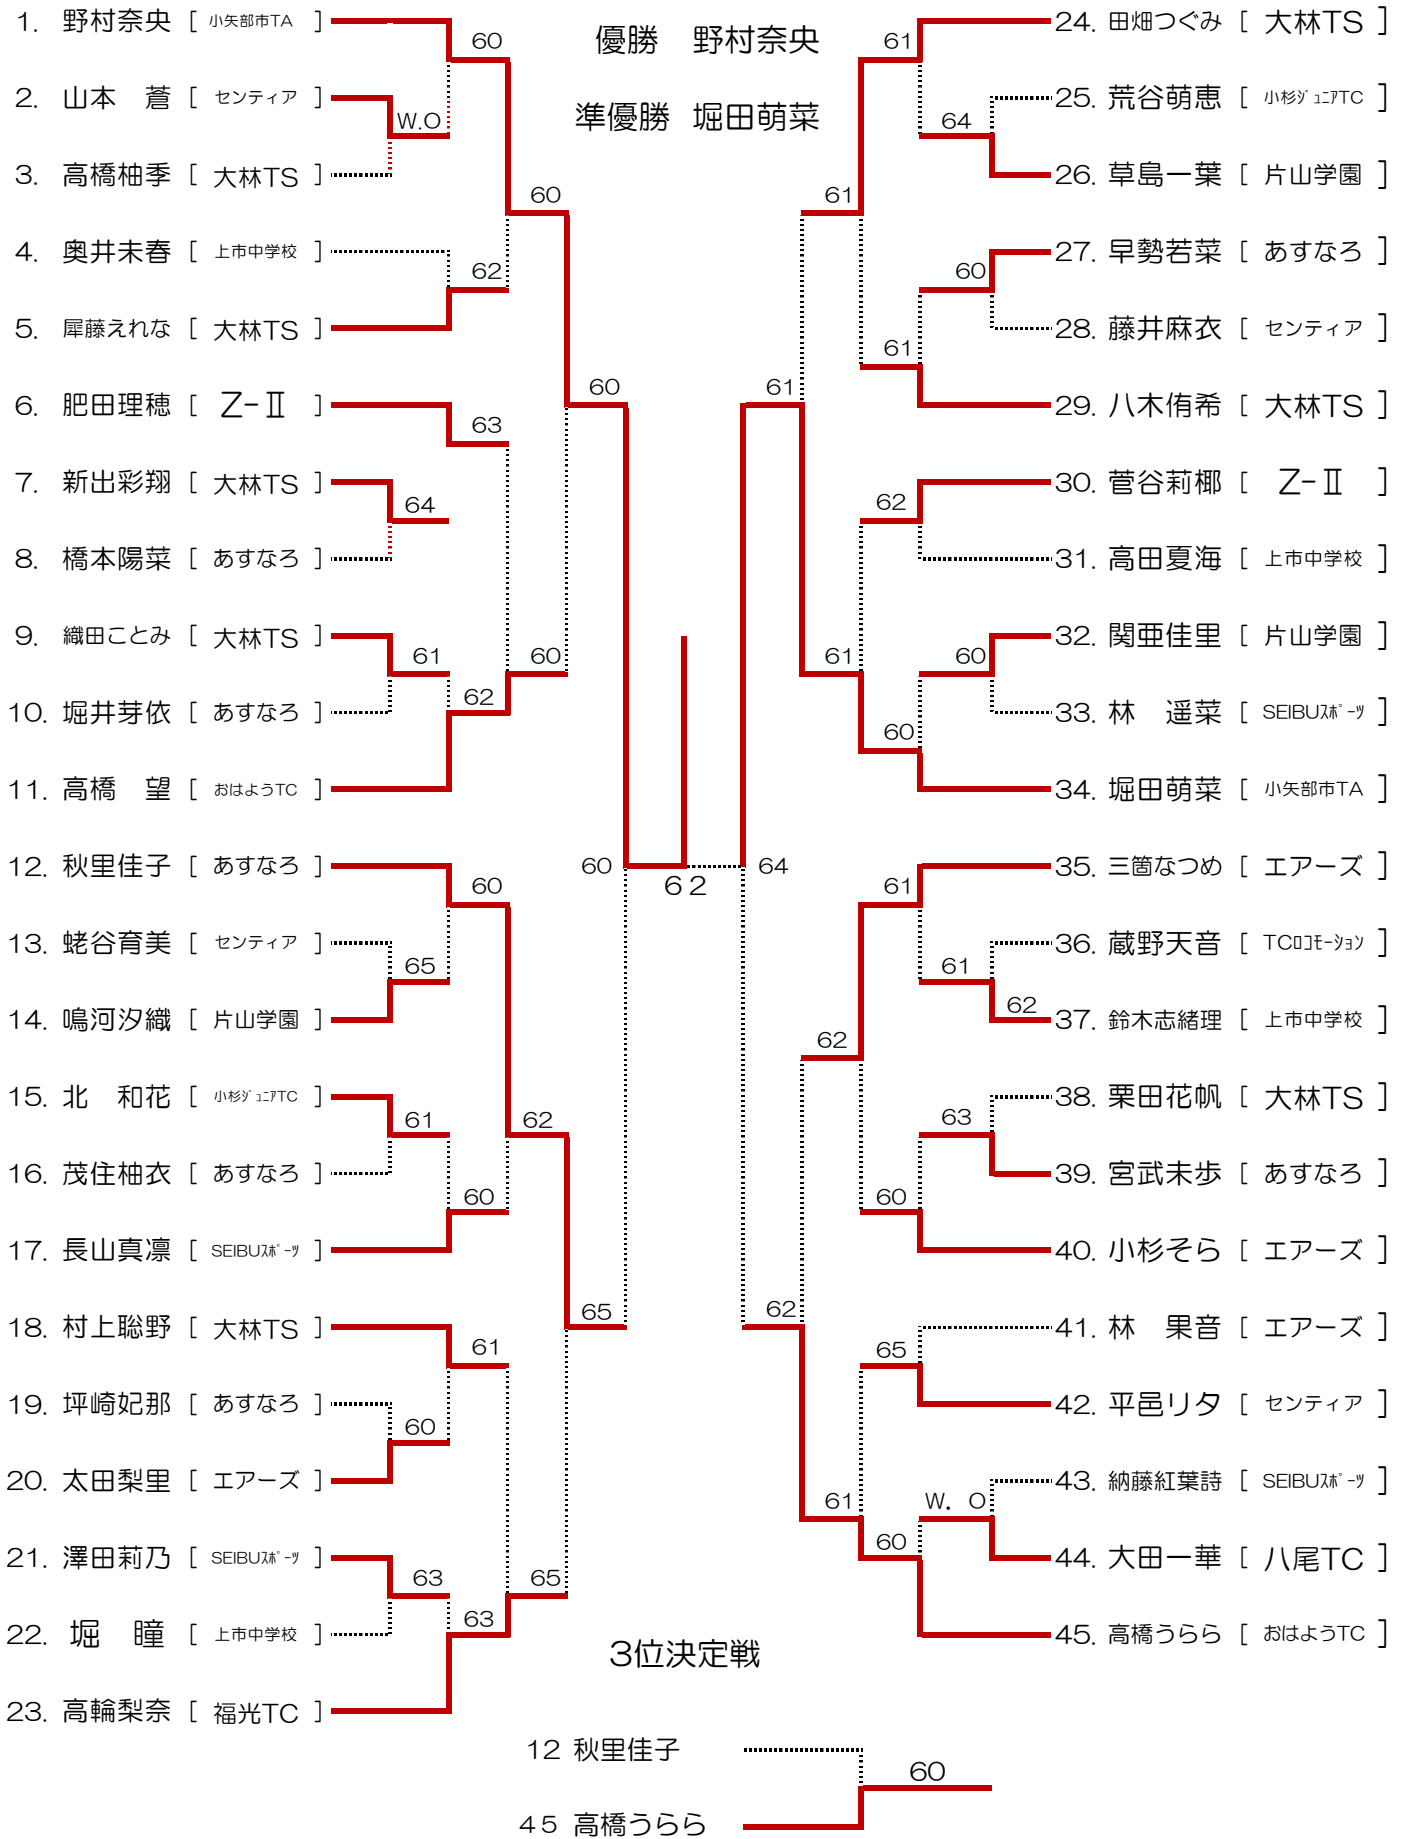 優勝　野村奈央
準優勝　堀田萌菜
1. 野村奈央 [ 小矢部市TA ]
60
2. 山本　蒼 [ センティア ]
W.O
3. 高橋柚季 [ 大林TS ]
60
4. 奥井未春 [ 上市中学校 ]
62
5. 犀藤えれな [ 大林TS ]
60
6. 肥田理穂 [ Z-Ⅱ ]
63
7. 新出彩翔 [ 大林TS ]
64
8. 橋本陽菜 [ あすなろ ]
9. 織田ことみ [ 大林TS ]
61
60
10. 堀井芽依 [ あすなろ ]
62
11. 高橋　望 [ おはようTC ]
12. 秋里佳子 [ あすなろ ]
60
60
13. 蛯谷育美 [ センティア ]
65
14. 鳴河汐織 [ 片山学園 ]
15. 北　和花 [ 小杉ｼﾞｭﾆｱTC ]
61
62
16. 茂住柚衣 [ あすなろ ]
60
17. 長山真凛 [ SEIBUｽﾎﾟｰﾂ ]
65
18. 村上聡野 [ 大林TS ]
61
19. 坪崎妃那 [ あすなろ ]
60
20. 太田梨里 [ エアーズ ]
21. 澤田莉乃 [ SEIBUｽﾎﾟｰﾂ ]
63
65
22. 堀　瞳 [ 上市中学校 ]
63
23. 高輪梨奈 [ 福光TC ]
62
24. 田畑つぐみ [ 大林TS ]
61
25. 荒谷萌恵 [ 小杉ｼﾞｭﾆｱTC ]
64
26. 草島一葉 [ 片山学園 ]
61
27. 早勢若菜 [ あすなろ ]
60
28. 藤井麻衣 [ センティア ]
61
29. 八木侑希 [ 大林TS ]
61
30. 菅谷莉椰 [ Z-Ⅱ ]
62
31. 高田夏海 [ 上市中学校 ]
32. 関亜佳里 [ 片山学園 ]
60
61
33. 林　遥菜 [ SEIBUｽﾎﾟｰﾂ ]
60
34. 堀田萌菜 [ 小矢部市TA ]
64
35. 三箇なつめ [ エアーズ ]
61
36. 蔵野天音 [ TCﾛｺﾓｰｼｮﾝ ]
61
62
37. 鈴木志緒理 [ 上市中学校 ]
62
38. 栗田花帆 [ 大林TS ]
63
39. 宮武未歩 [ あすなろ ]
60
40. 小杉そら [ エアーズ ]
62
41. 林　果音 [ エアーズ ]
65
42. 平邑リタ [ センティア ]
43. 納藤紅葉詩 [ SEIBUｽﾎﾟｰﾂ ]
W．O
61
60
44. 大田一華 [ 八尾TC ]
45. 高橋うらら [ おはようTC ]
3位決定戦
12 秋里佳子
60
45 高橋うらら